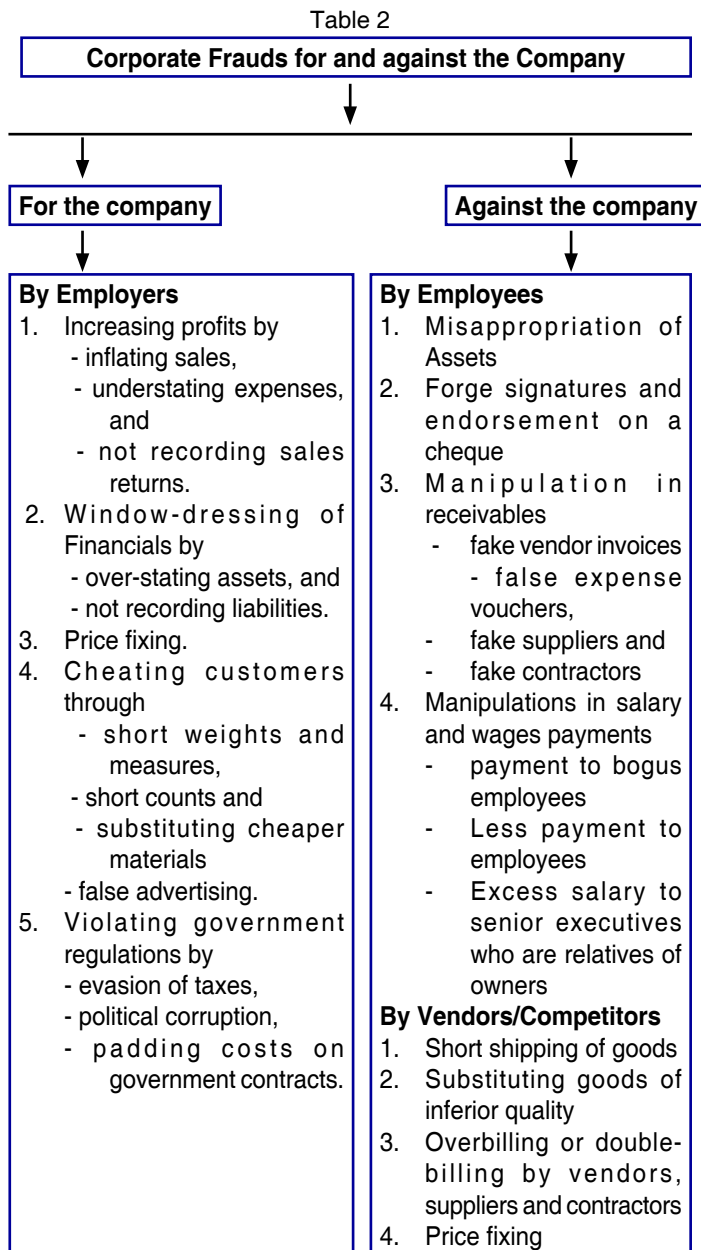 Table 2
Corporate Frauds for and against the Company
For the company
By Employers
1. Increasing profits by
- inflating sales,
- understating expenses,
and
- not recording sales
returns.
2. Window-dressing of
Financials by
- over-stating assets, and
- not recording liabilities.
3. Price fixing.
4. Cheating customers
through
- short weights and
measures,
- short counts and
- substituting cheaper
materials
- false advertising.
5. Violating government
regulations by
- evasion of taxes,
- political corruption,
- padding costs on
government contracts.
Against the company
By Employees
1. Misappropriation of
Assets
2. Forge signatures and
endorsement on a
cheque
3. Manipulation in
receivables
- fake vendor invoices
- false expense
vouchers,
- fake suppliers and
- fake contractors
4. Manipulations in salary
and wages payments
- payment to bogus
employees
- Less payment to
employees
- Excess salary to
senior executives
who are relatives of
owners
By Vendors/Competitors
1. Short shipping of goods
2. Substituting goods of
inferior quality
3. Overbilling or double-
billing by vendors,
suppliers and contractors
4. Price fixing